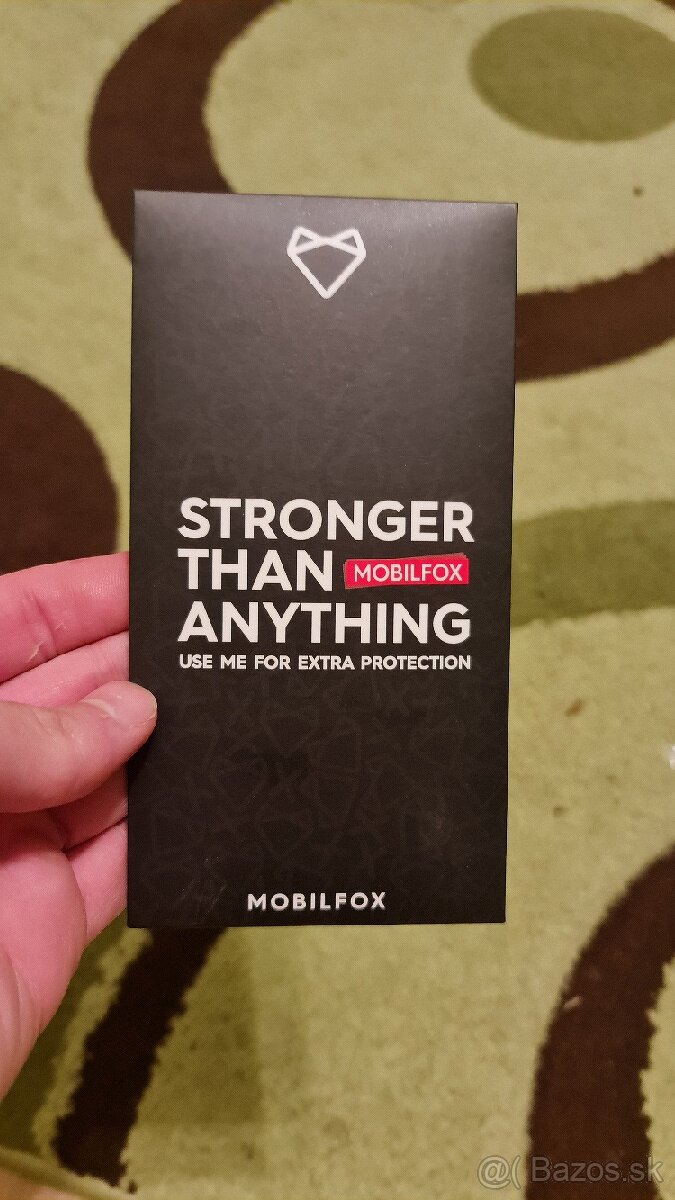 STRONGER
THAN MOBILFOX
ANYTHING
USE ME FOR EXTRA PROTECTION
MOBILFOX
@( Bazos.sk